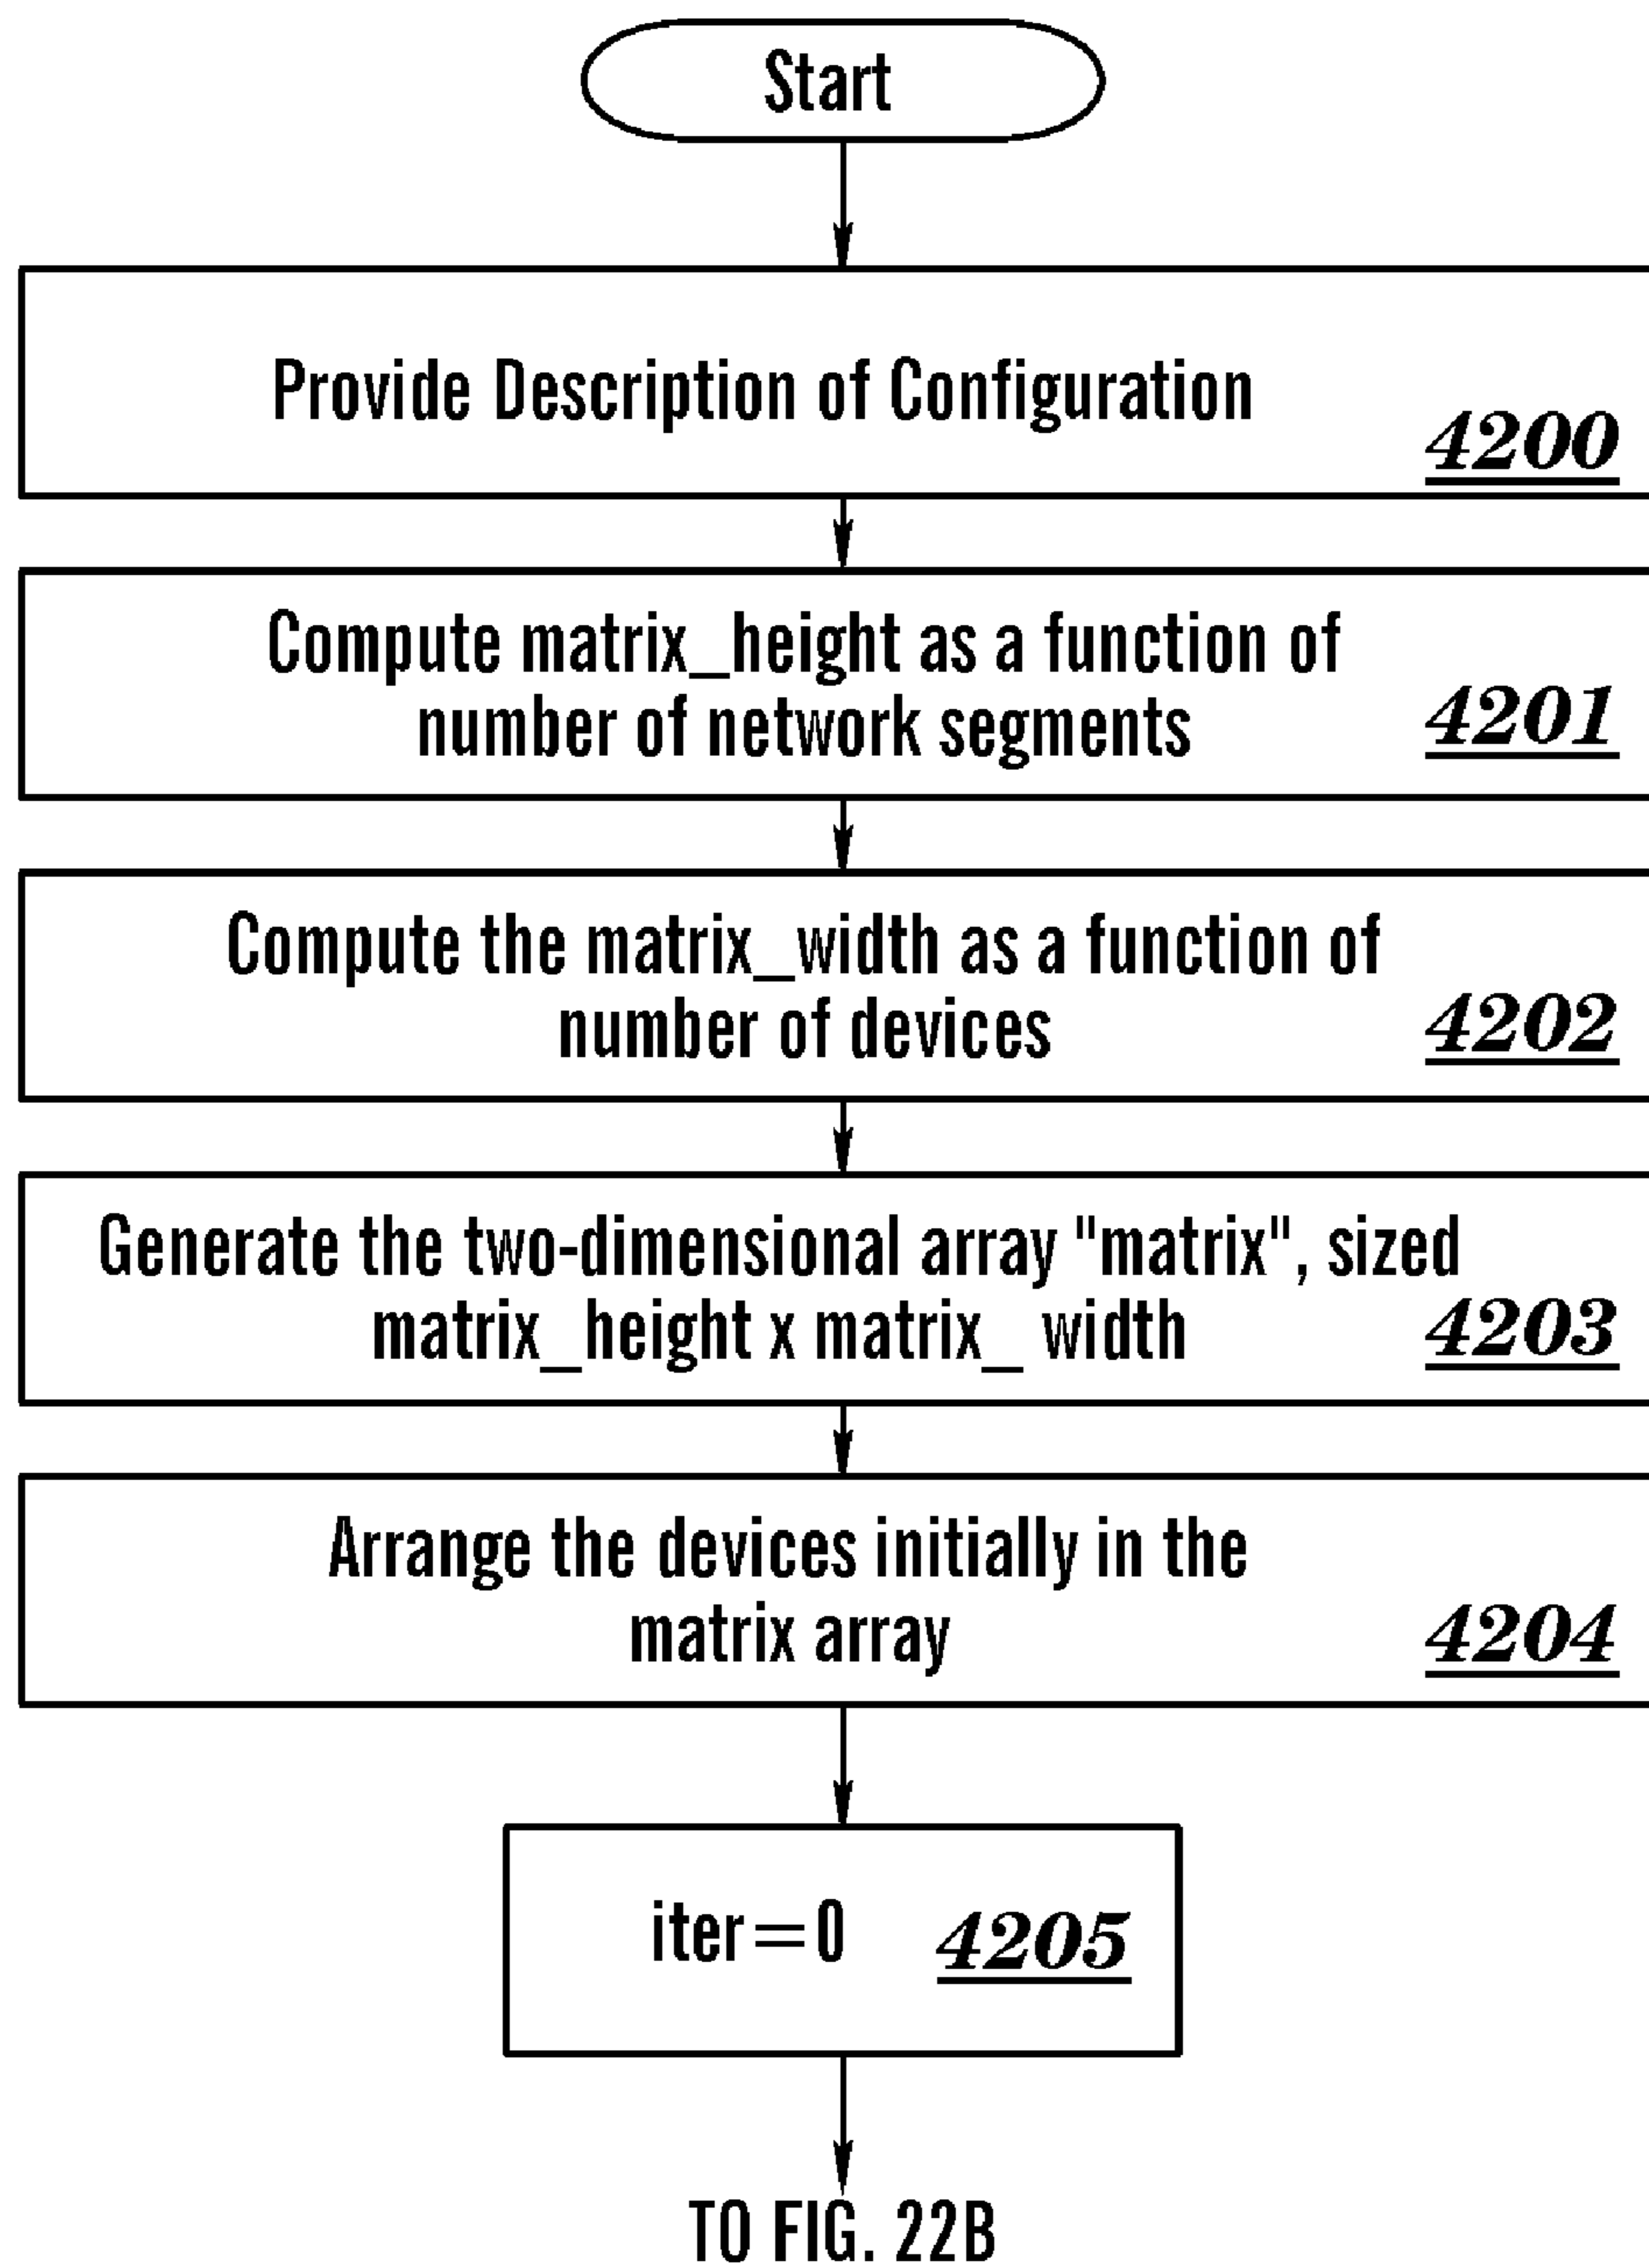 Start
Provide Description of Configuration
4200
Compute matrix_height as a function of
number of network segments
4201
Compute the matrix_width as a function of
number of devices
4202
Generate the two-dimensional array "matrix", sized
matrix_height x matrix_ width
4203
Arrange the devices initially in the
matrix array
4204
iter=0 4205
TO FIG. 22B